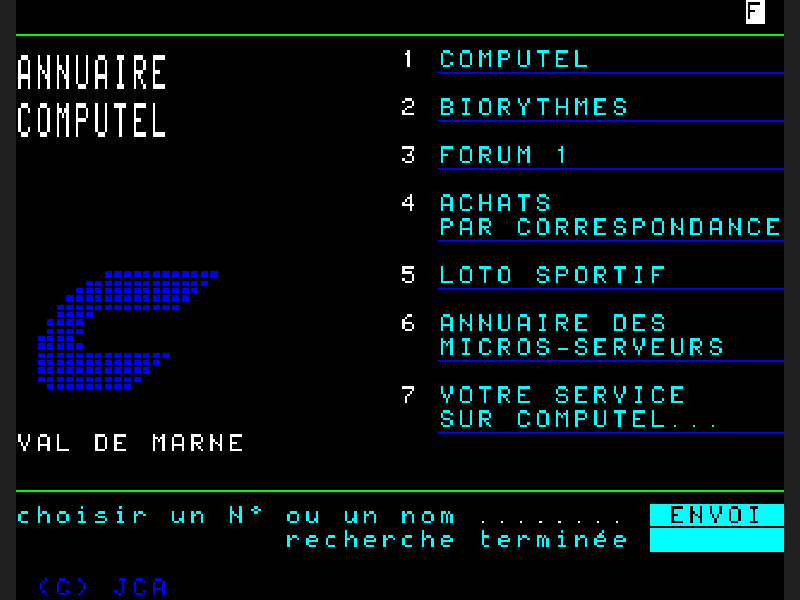 F
ANNUAIRE
COMPUTEL
1 COMPUTEL
2 BIORYTHMES
3 FORUM 1
4 ACHATS
PAR CORRESPONDANCE
5 LOTO SPORTIF
6 ANNUAIRE DES
MICROS-SERVEURS
7 VOTRE SERVICE
SUR COMPUTEL...
VAL DE MARNE
choisir un N° ou un nom ........ ENVOI
recherche terminée
(C) JCA